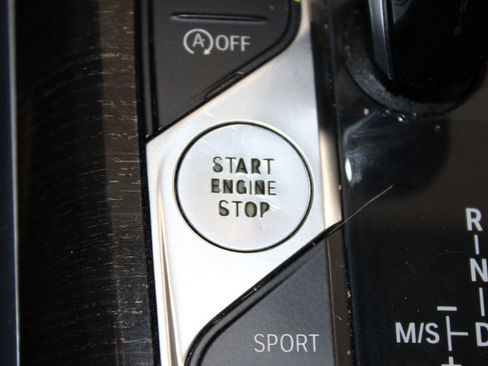 (A) OFF
START
ENGINE
STOP
R
N
M/S D
+
SPORT